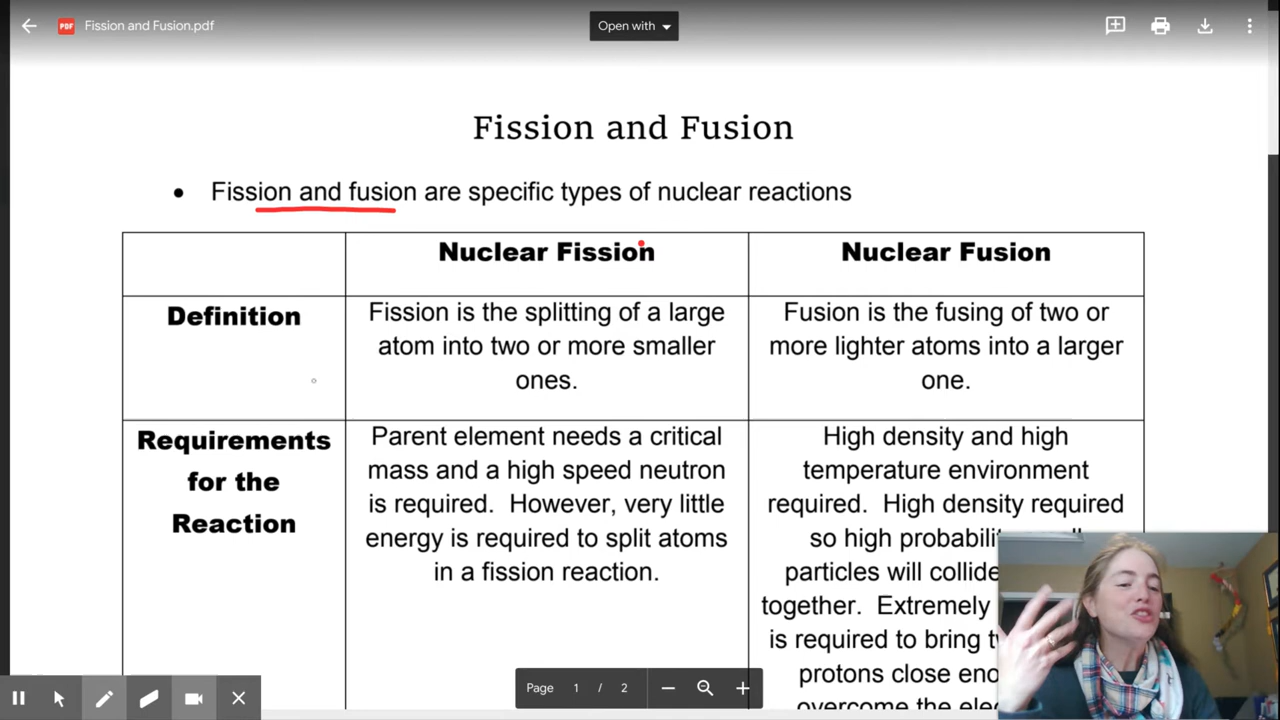 Fission and Fusion.pdf
Open with
Fission and Fusion
• Fission and fusion are specific types of nuclear reactions
Nuclear Fission
Nuclear Fusion
Definition
Fission is the splitting of a large
atom into two or more smaller
ones.
Fusion is the fusing of two or
more lighter atoms into a larger
one.
Requirements
for the
Reaction
Parent element needs a critical
mass and a high speed neutron
is required. However, very little
energy is required to split atoms
in a fission reaction.
High density and high
temperature environment
required. High density required
so high
particles will collide
together. Extremely
is required to bring
protons close
overcome the
Page 1 / 2
PDF